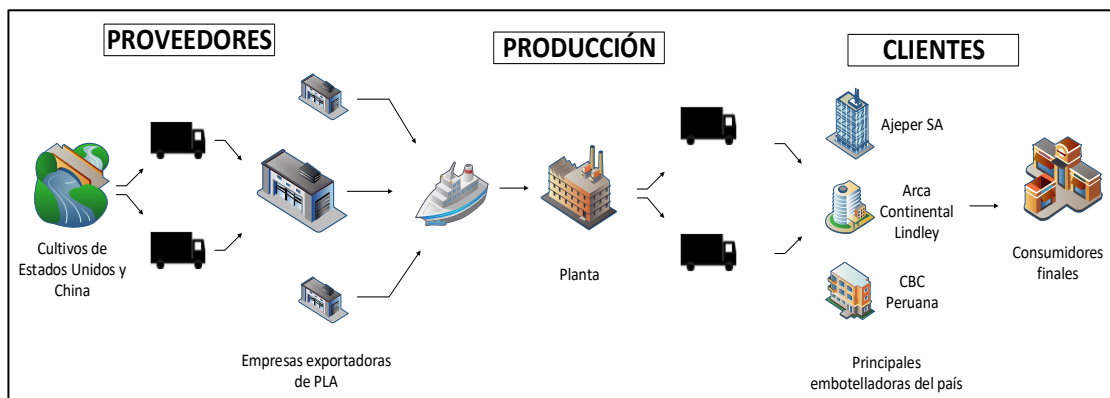 PROVEEDORES
PRODUCCIÓN
CLIENTES
Cultivos de
Estados Unidos y
China
Empresas exportadoras
de PLA
Planta
Ajeper SA
Arca
Continental
Lindley
CBC
Peruana
Principales
embotelladoras del país
Consumidores
finales